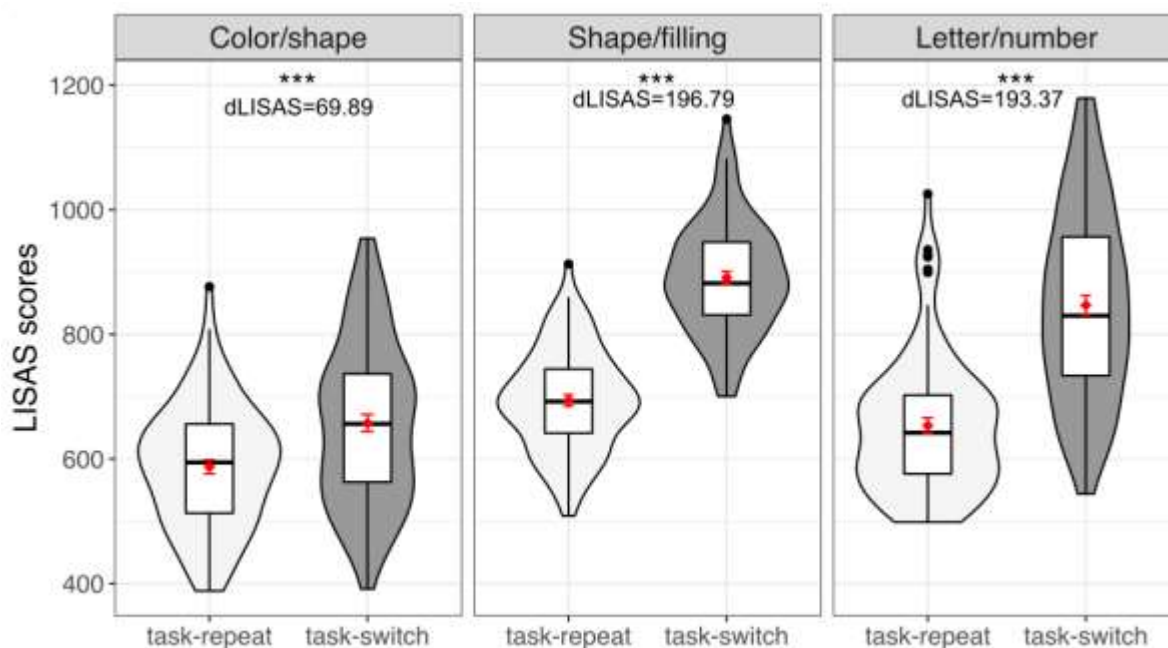 Color/shape
Shape/filling
Letter/number
***
dLISAS=69.89
***
dLISAS=196.79
***
dLISAS=193.37
LISAS scores
1200
1000
800
600
400
task-repeat
task-switch
task-repeat
task-switch
task-repeat
task-switch